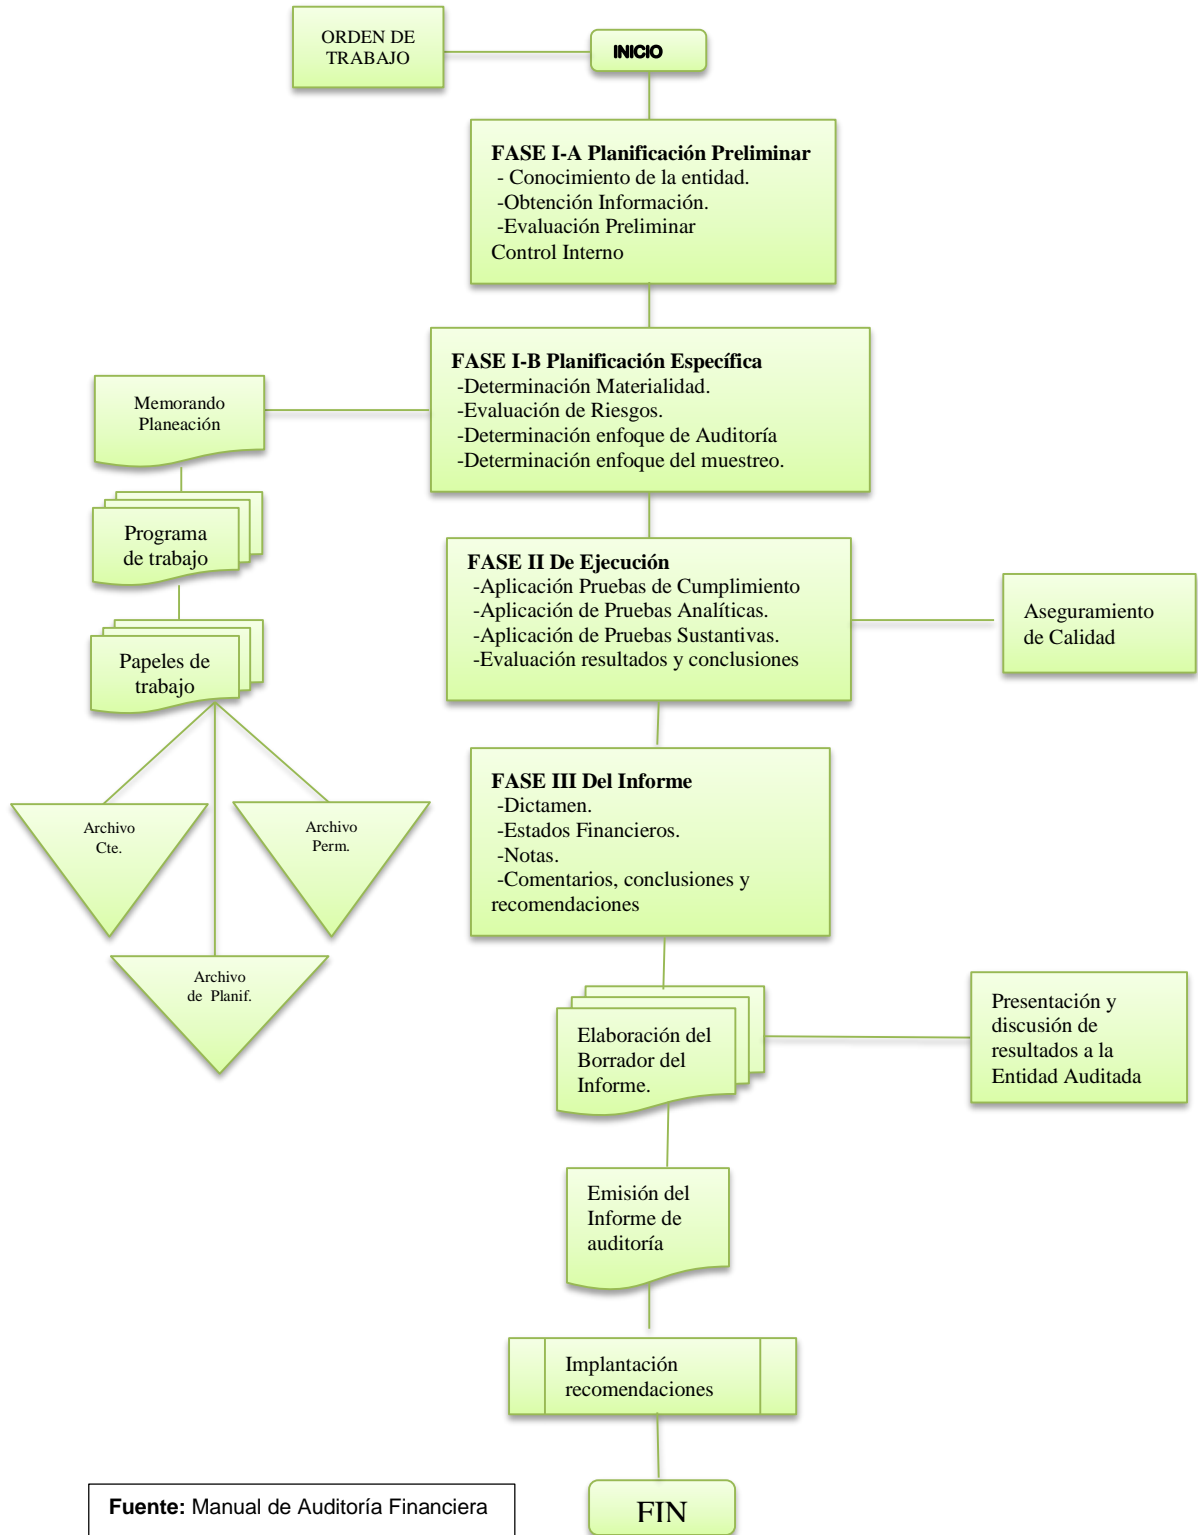 ORDEN DE
TRABAJO
INICIO
FASE I-A Planificación Preliminar
- Conocimiento de la entidad.
-Obtención Información.
-Evaluación Preliminar
Control Interno
FASE I-B Planificación Específica
-Determinación Materialidad.
-Evaluación de Riesgos.
-Determinación enfoque de Auditoría
-Determinación enfoque del muestreo.
Memorando
Planeación
Programa
de trabajo
Papeles de
trabajo
Archivo
Cte.
Archivo
Perm.
Archivo
de Planif.
FASE II De Ejecución
-Aplicación Pruebas de Cumplimiento
-Aplicación de Pruebas Analíticas.
-Aplicación de Pruebas Sustantivas.
-Evaluación resultados y conclusiones
Aseguramiento
de Calidad
FASE III Del Informe
-Dictamen.
-Estados Financieros.
-Notas.
-Comentarios, conclusiones y
recomendaciones
Elaboración del
Borrador del
Informe.
Presentación y
discusión de
resultados a la
Entidad Auditada
Emisión del
Informe de
auditoría
Implantación
recomendaciones
FIN
Fuente: Manual de Auditoría Financiera